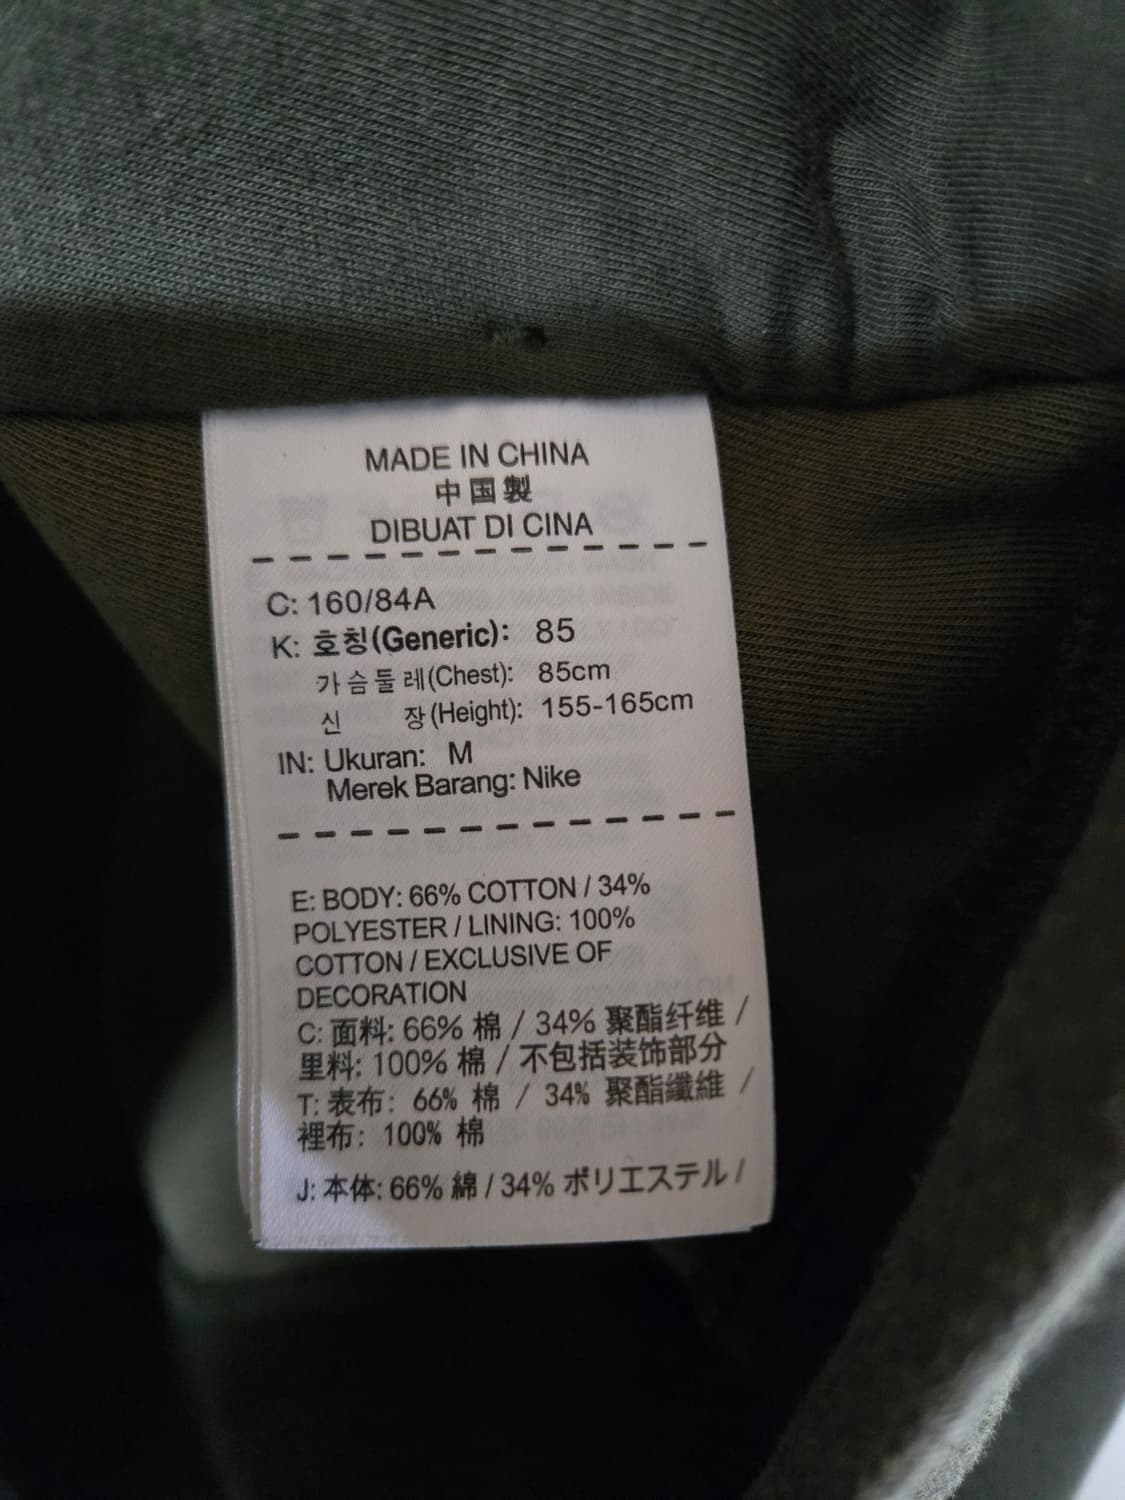 MADE IN CHINA
中国製
DIBUAT DI CINA
C: 160/84A
K: 호칭(Generic): 85
가슴둘레(Chest): 85cm
신 장(Height): 155-165cm
IN: Ukuran: M
Merek Barang: Nike
E: BODY: 66% COTTON / 34%
POLYESTER / LINING: 100%
COTTON / EXCLUSIVE OF
DECORATION
C: 面料: 66% 棉 / 34% 聚酯纤维 /
里料: 100% 棉 / 不包括装饰部分
T: 表布: 66% 棉 / 34% 聚酯纖維 /
裡布: 100% 棉
J: 本体: 66% 綿 / 34% ポリエステル /